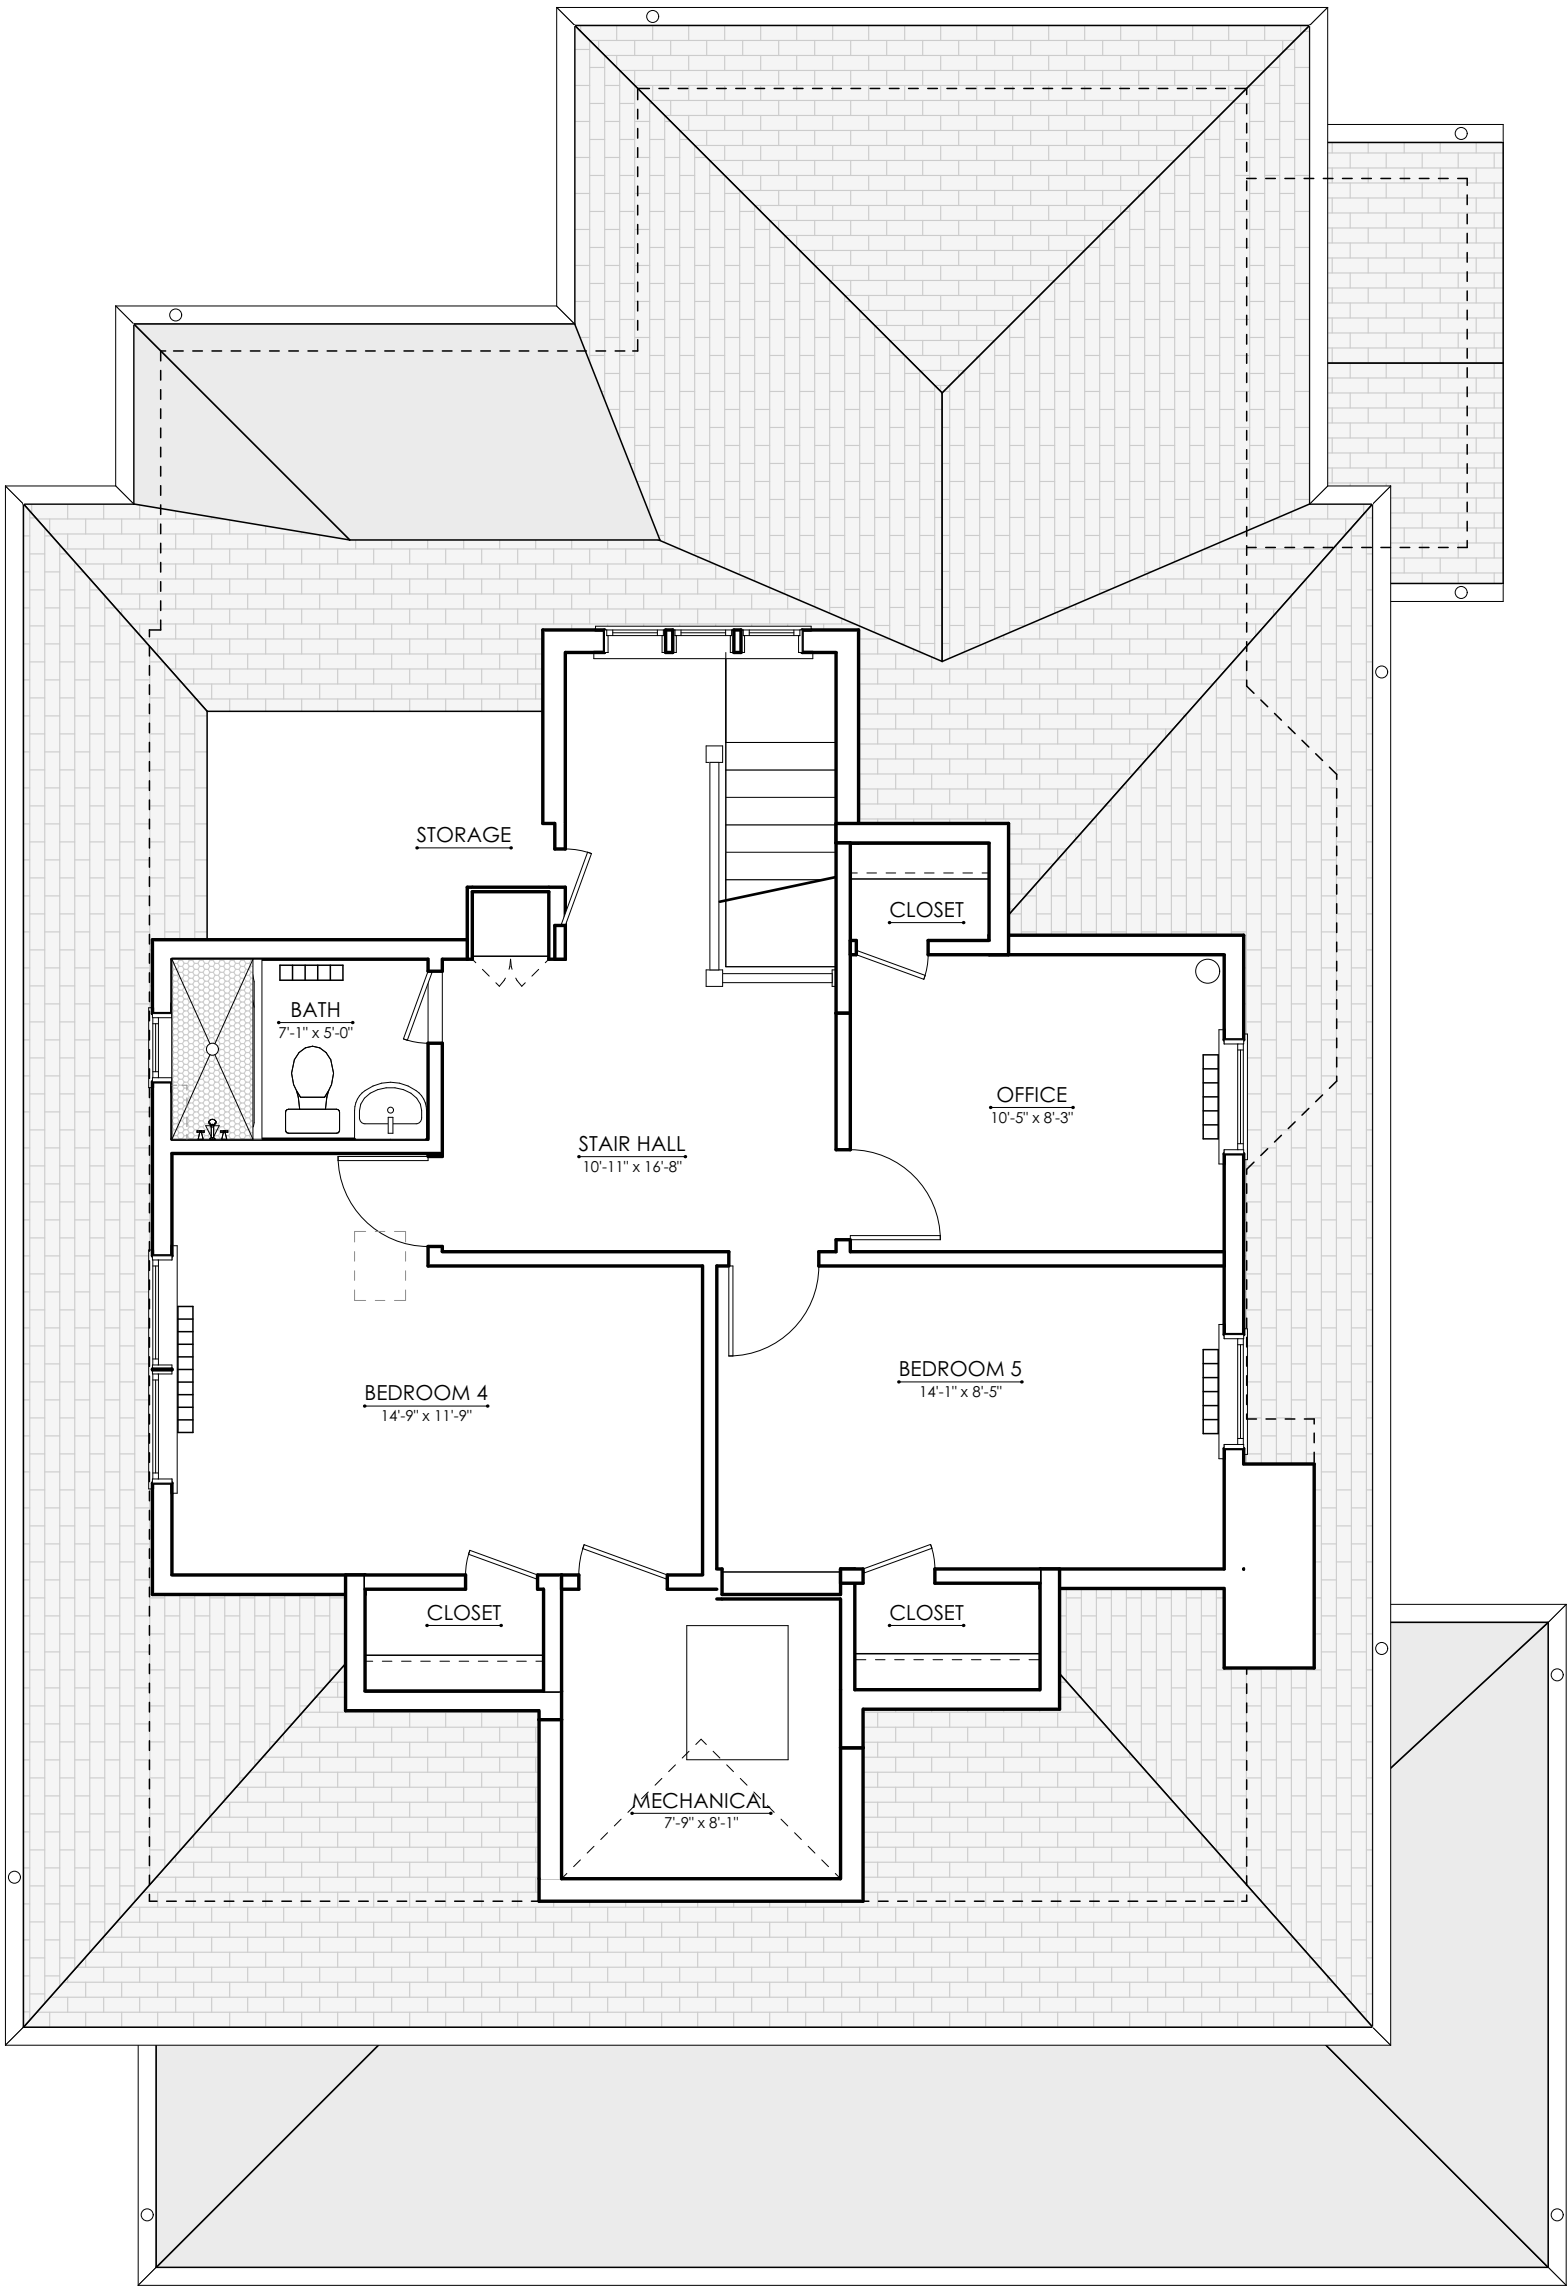 STORAGE
CLOSET
BATH
7'-1" x 5'-0"
OFFICE
10'-5" x 8'-3"
STAIR HALL
10'-11" x 16'-8"
BEDROOM 4
14'-9" x 11'-9"
BEDROOM 5
14'-1" x 8'-5"
CLOSET
CLOSET
MECHANICAL
7'-9" x 8'-1"